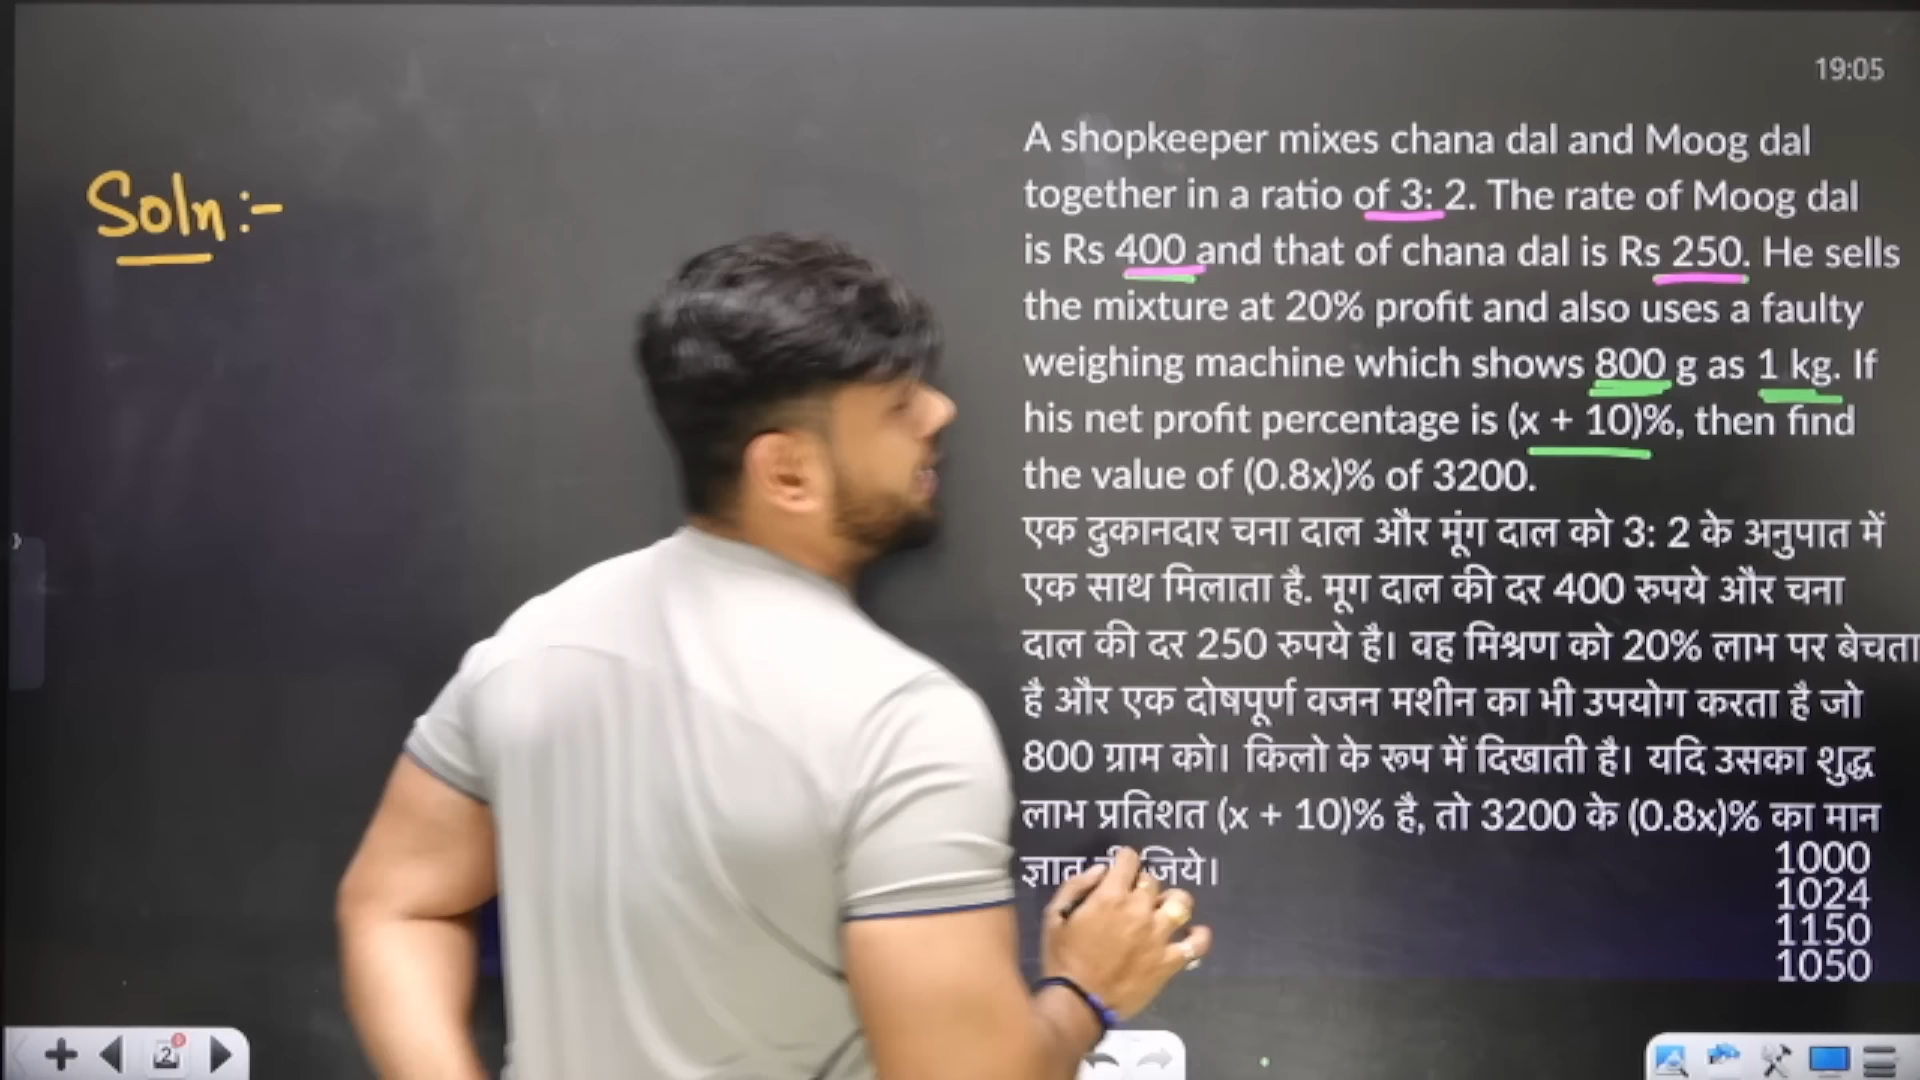 19:05
Soln:-
A shopkeeper mixes chana dal and Moog dal
together in a ratio of 3: 2. The rate of Moog dal
is Rs 400 and that of chana dal is Rs 250. He sells
the mixture at 20% profit and also uses a faulty
weighing machine which shows 800 g as 1 kg. If
his net profit percentage is (x + 10)%, then find
the value of (0.8x)% of 3200.
एक दुकानदार चना दाल और मूंग दाल को 3: 2 के अनुपात में
एक साथ मिलाता है. मूग दाल की दर 400 रुपये और चना
दाल की दर 250 रुपये है। वह मिश्रण को 20% लाभ पर बेचता
है और एक दोषपूर्ण वजन मशीन का भी उपयोग करता है जो
800 ग्राम को। किलो के रूप में दिखाती है। यदि उसका शुद्ध
लाभ प्रतिशत (x + 10)% है, तो 3200 के (0.8x)% का मान
ज्ञात
1000
1024
1150
1050
2